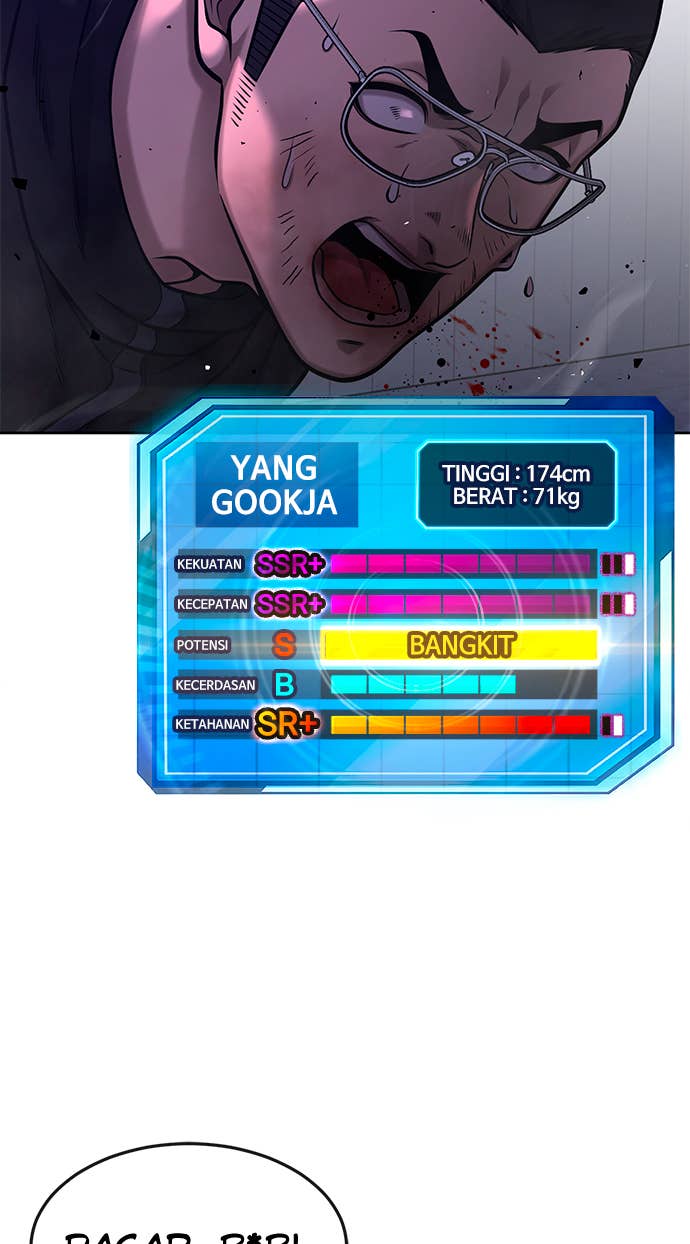 YANG
GOOKJA
TINGGI : 174cm
BERAT : 71kg
KEKUATAN SSR+
KECEPATAN SSR+
POTENSI S BANGKIT
KECERDASAN B
KETAHANAN SR+